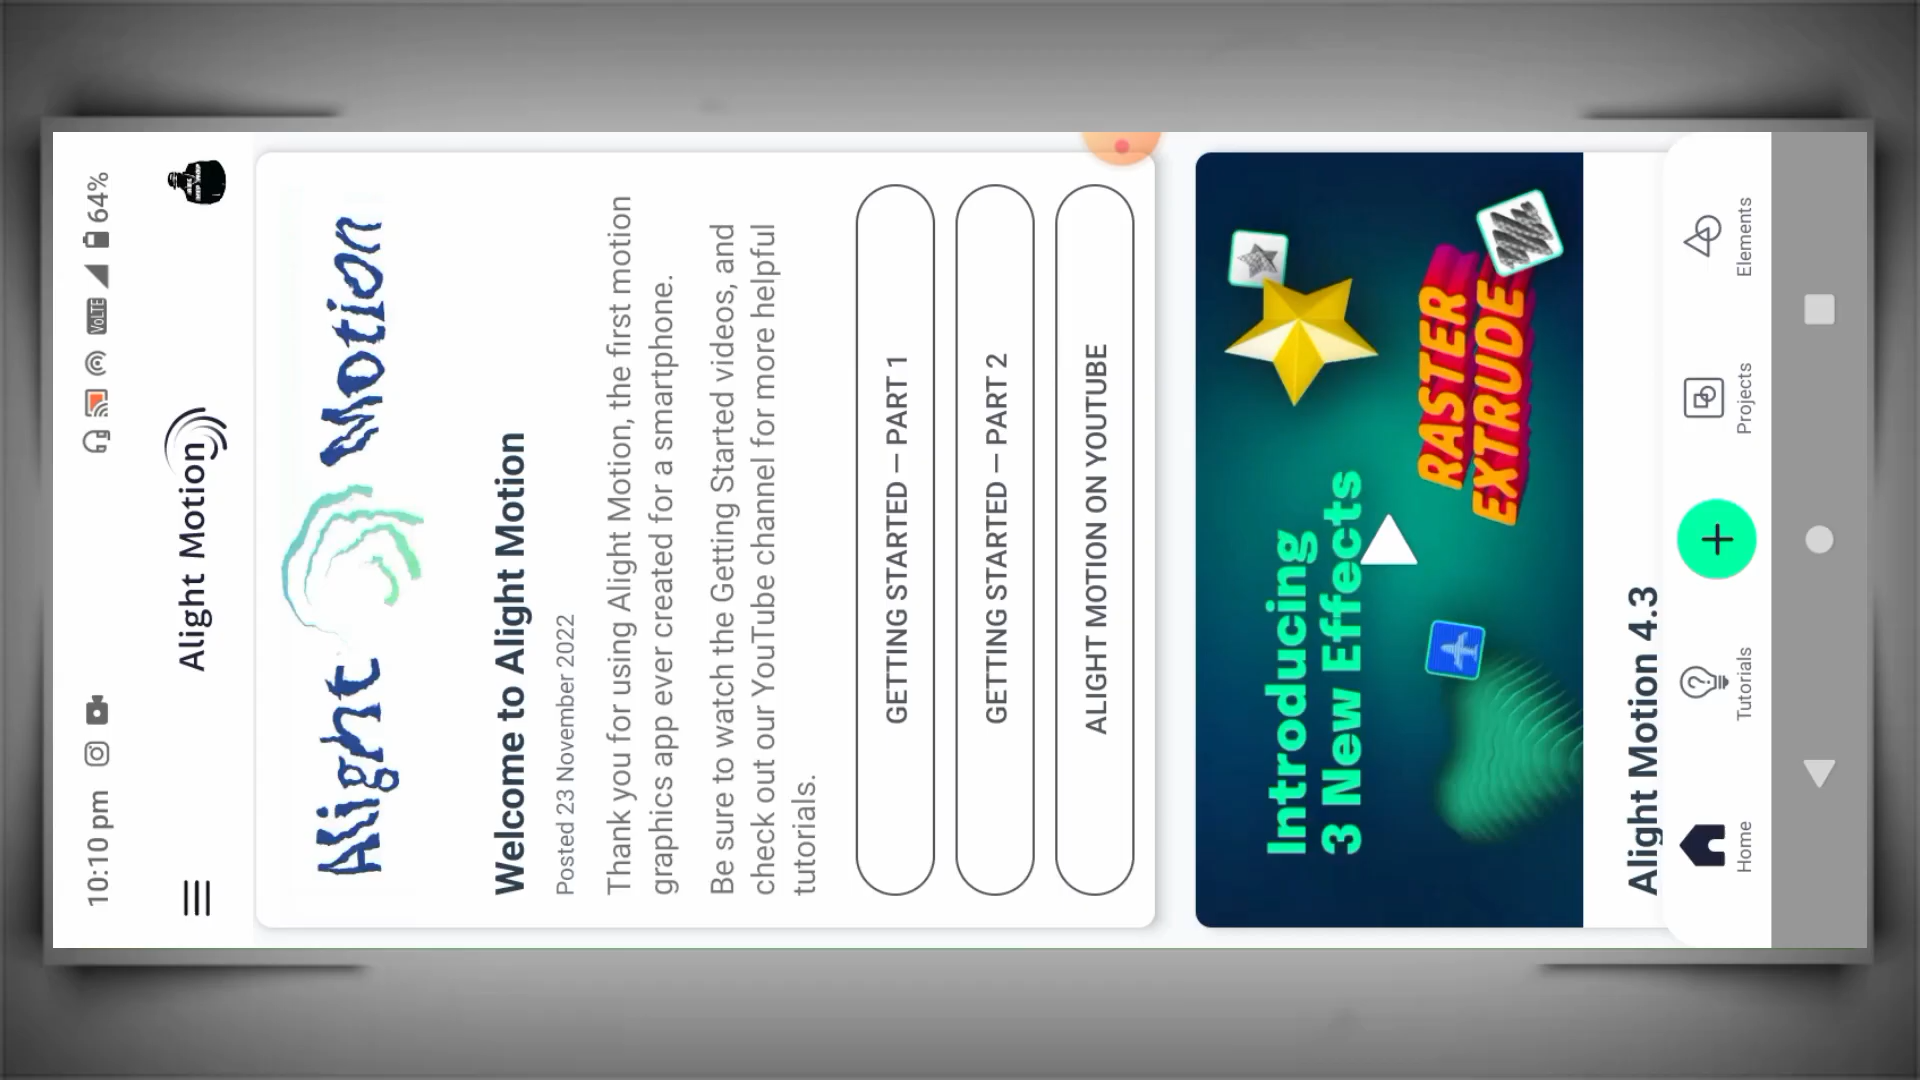 10:10 pm
VoLTE
64%
Alight Motion
Alight Motion
Welcome to Alight Motion
Posted 23 November 2022
Thank you for using Alight Motion, the first motion
graphics app ever created for a smartphone.
Be sure to watch the Getting Started videos, and
check out our YouTube channel for more helpful
tutorials.
GETTING STARTED – PART 1
GETTING STARTED – PART 2
ALIGHT MOTION ON YOUTUBE
Introducing
3 New Effects
RASTER
EXTRUDE
Alight Motion 4.3
Home
Tutorials
Projects
Elements